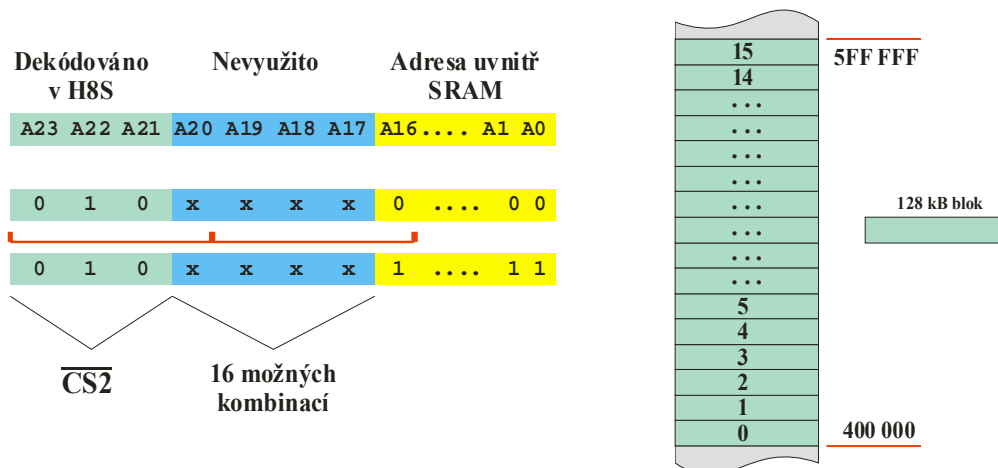 Dekódováno
v H8S
Nevyužito
Adresa uvnitř
SRAM
A23 A22 A21 A20 A19 A18 A17 A16.... A1 A0
0 1 0 x x x x 0 .... 0 0
0 1 0 x x x x 1 .... 1 1
CS2
16 možných
kombinací
15
14
...
...
...
...
...
...
...
...
5
4
3
2
1
0
5FF FFF
400 000
128 kB blok